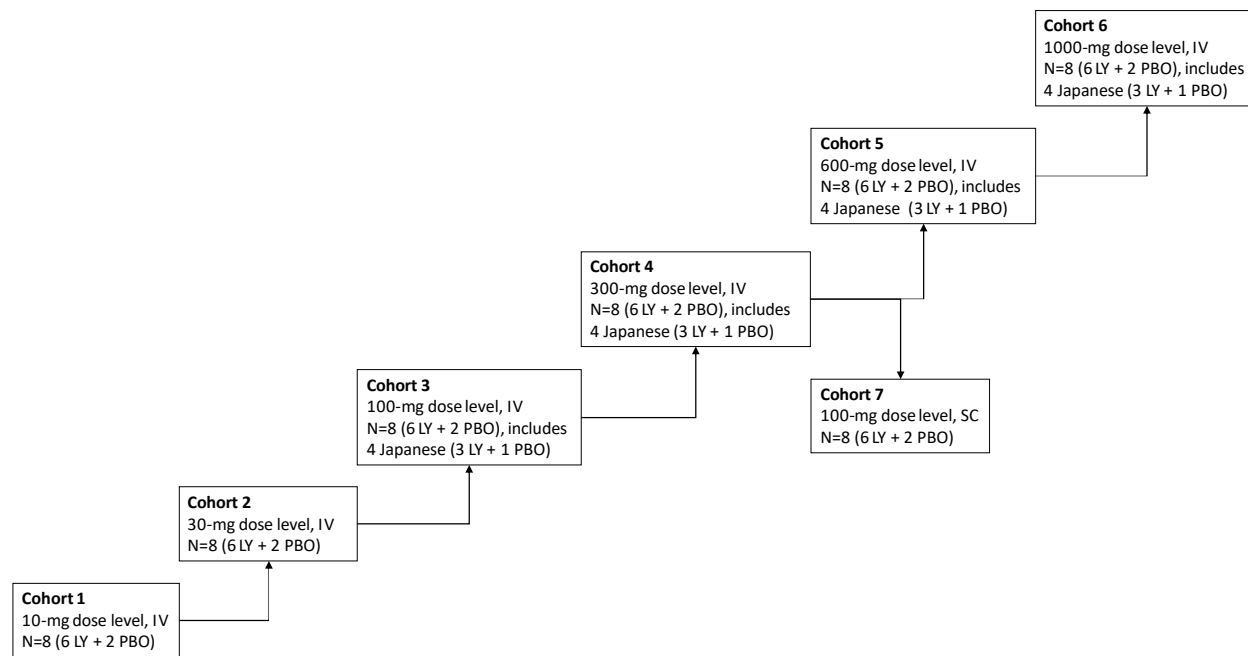 Cohort 6
1000-mg dose level, IV
N=8 (6 LY + 2 PBO), includes
4 Japanese (3 LY + 1 PBO)
Cohort 5
600-mg dose level, IV
N=8 (6 LY + 2 PBO), includes
4 Japanese (3 LY + 1 PBO)
Cohort 4
300-mg dose level, IV
N=8 (6 LY + 2 PBO), includes
4 Japanese (3 LY + 1 PBO)
Cohort 3
100-mg dose level, IV
N=8 (6 LY + 2 PBO), includes
4 Japanese (3 LY + 1 PBO)
Cohort 7
100-mg dose level, SC
N=8 (6 LY + 2 PBO)
Cohort 2
30-mg dose level, IV
N=8 (6 LY + 2 PBO)
Cohort 1
10-mg dose level, IV
N=8 (6 LY + 2 PBO)